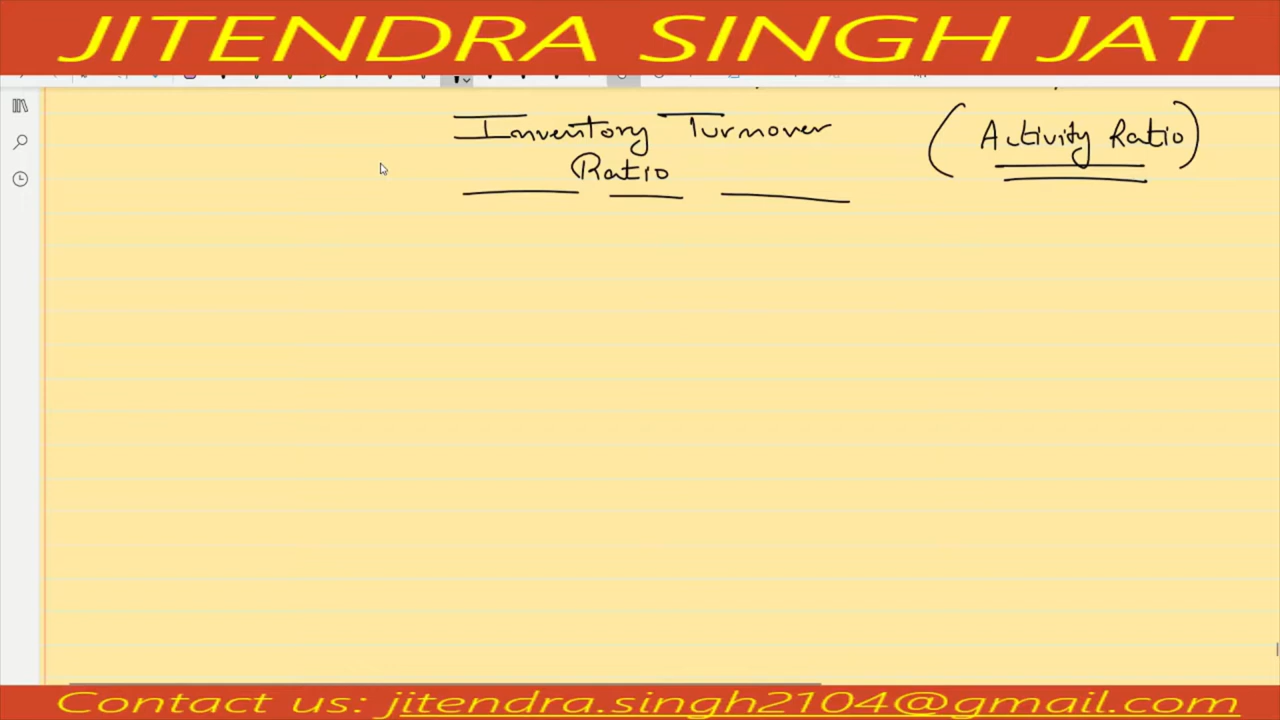 JITENDRA SINGH JAT
Inventory Turnover (Activity Ratio)
Ratio
Contact us: jitendra.singh2104@gmail.com